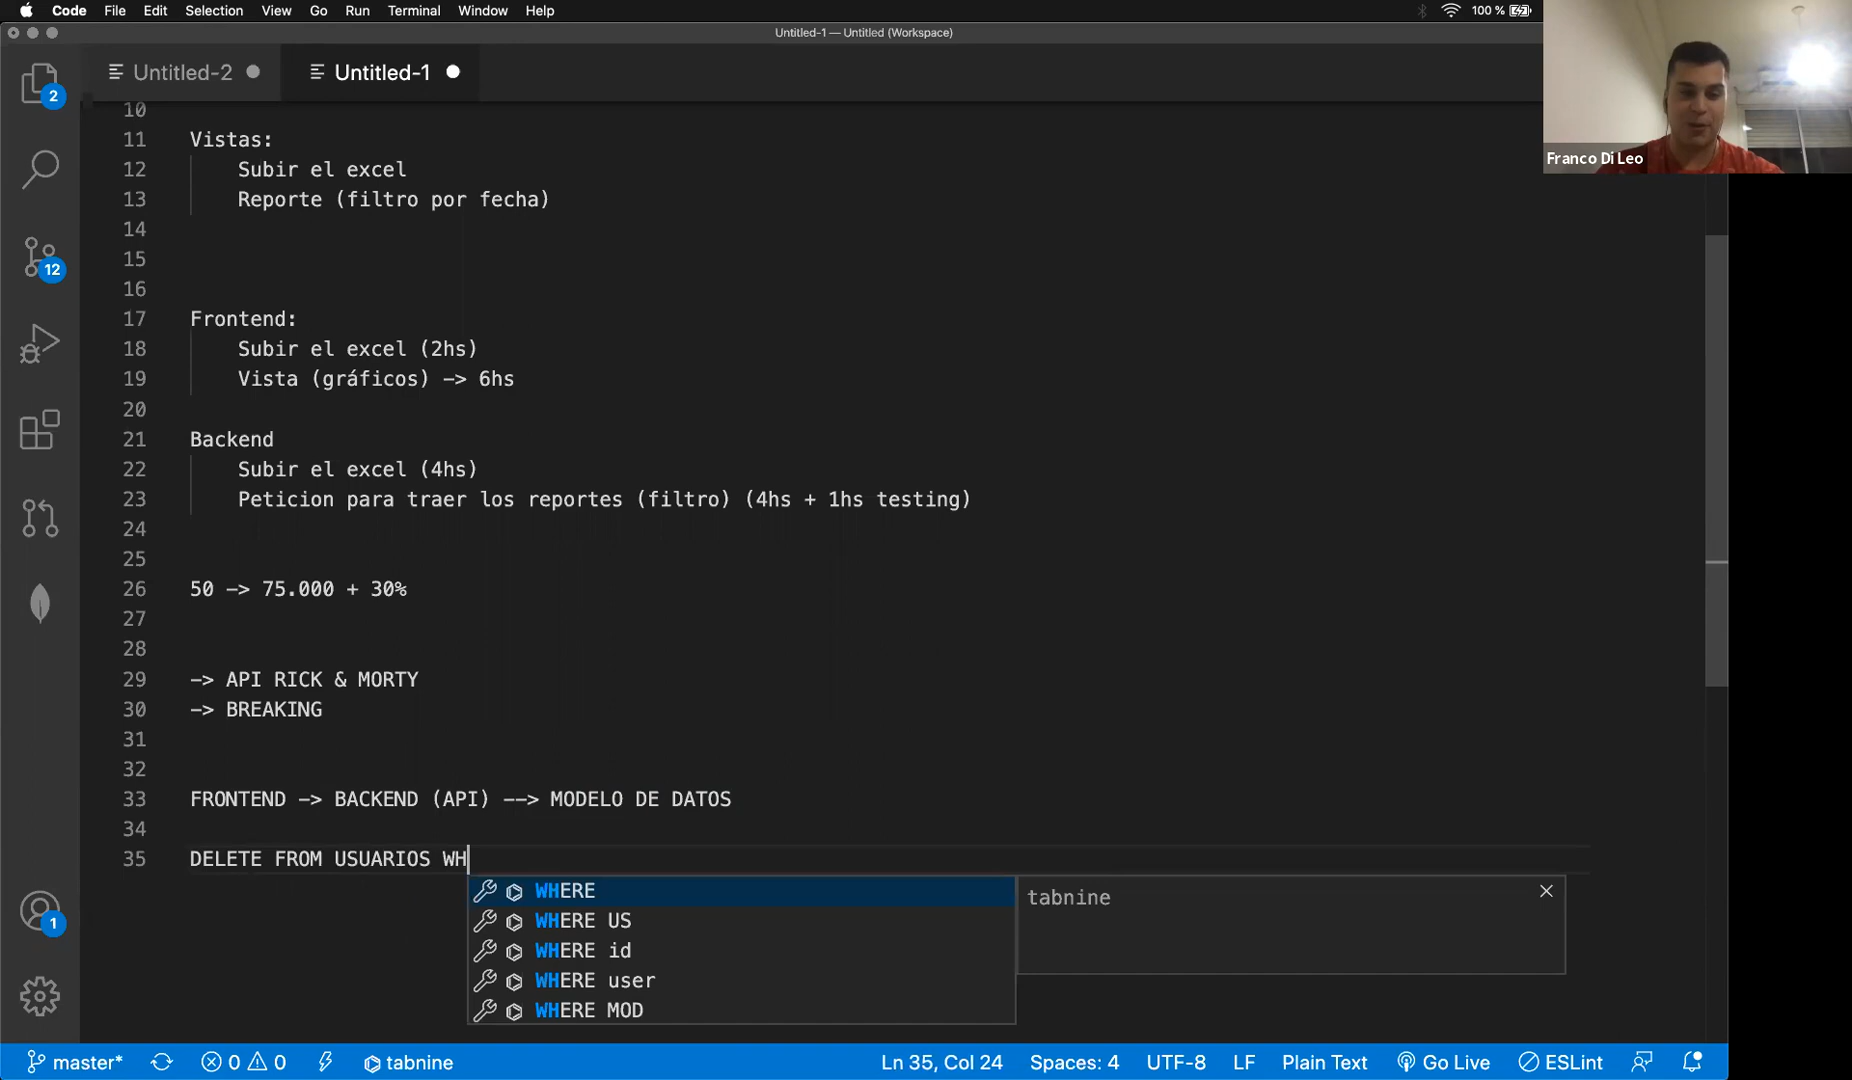 Code File Edit Selection View Go Run Terminal Window Help 100 %
Untitled-1 — Untitled (Workspace)
Untitled-2 Untitled-1
Franco Di Leo
2
12
1
10
11 Vistas:
12 Subir el excel
13 Reporte (filtro por fecha)
14
15
16
17 Frontend:
18 Subir el excel (2hs)
19 Vista (gráficos) -> 6hs
20
21 Backend
22 Subir el excel (4hs)
23 Peticion para traer los reportes (filtro) (4hs + 1hs testing)
24
25
26 50 -> 75.000 + 30%
27
28
29 -> API RICK & MORTY
30 -> BREAKING
31
32
33 FRONTEND -> BACKEND (API) --> MODELO DE DATOS
34
35 DELETE FROM USUARIOS WH
WHERE tabnine
WHERE US
WHERE id
WHERE user
WHERE MOD
master* 0 0 tabnine Ln 35, Col 24 Spaces: 4 UTF-8 LF Plain Text Go Live ESLint